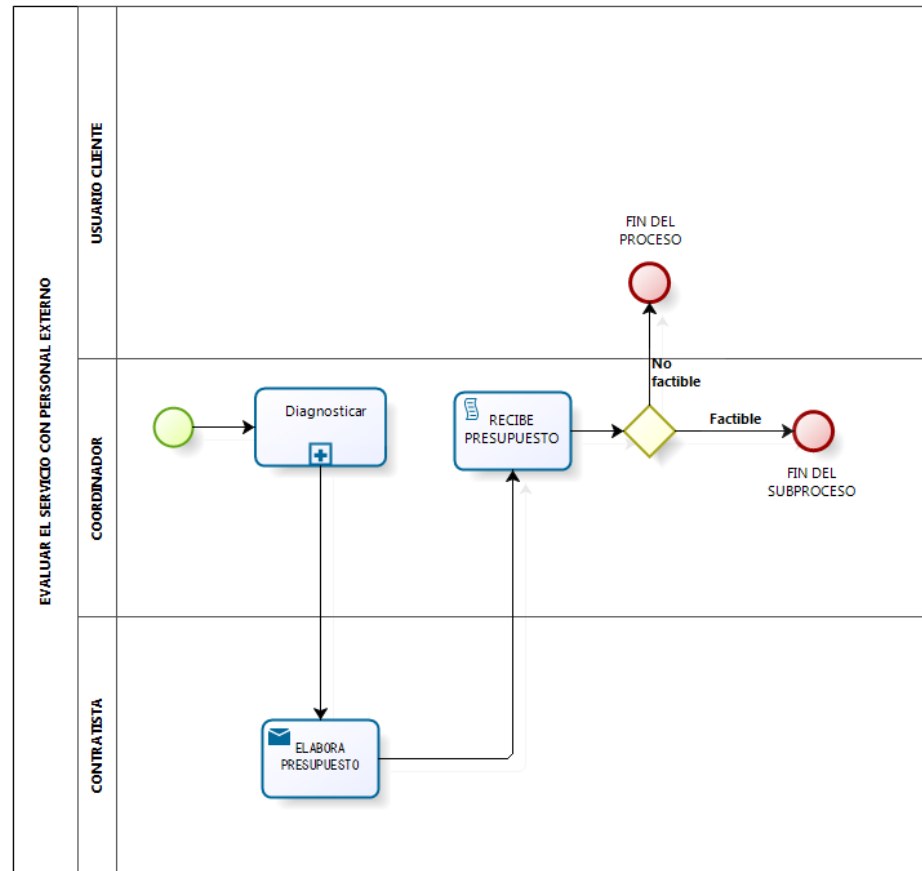 EVALUAR EL SERVICIO CON PERSONAL EXTERNO
USUARIO CLIENTE
FIN DEL
PROCESO
COORDINADOR
Diagnosticar
RECIBE
PRESUPUESTO
No
factible
Factible
FIN DEL
SUBPROCESO
CONTRATISTA
ELABORA
PRESUPUESTO